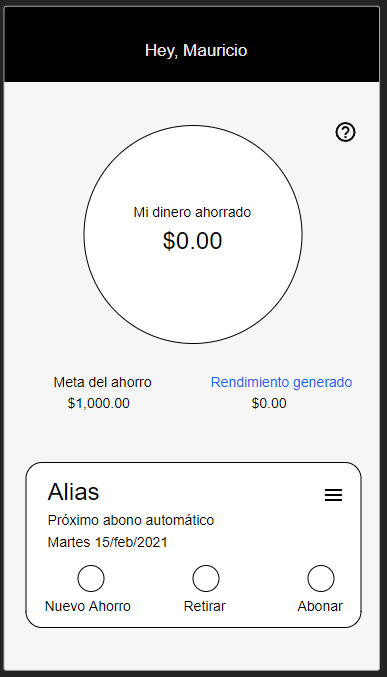 Hey, Mauricio
Mi dinero ahorrado
$0.00
Meta del ahorro
$1,000.00
Rendimiento generado
$0.00
Alias
Próximo abono automático
Martes 15/feb/2021
Nuevo Ahorro
Retirar
Abonar